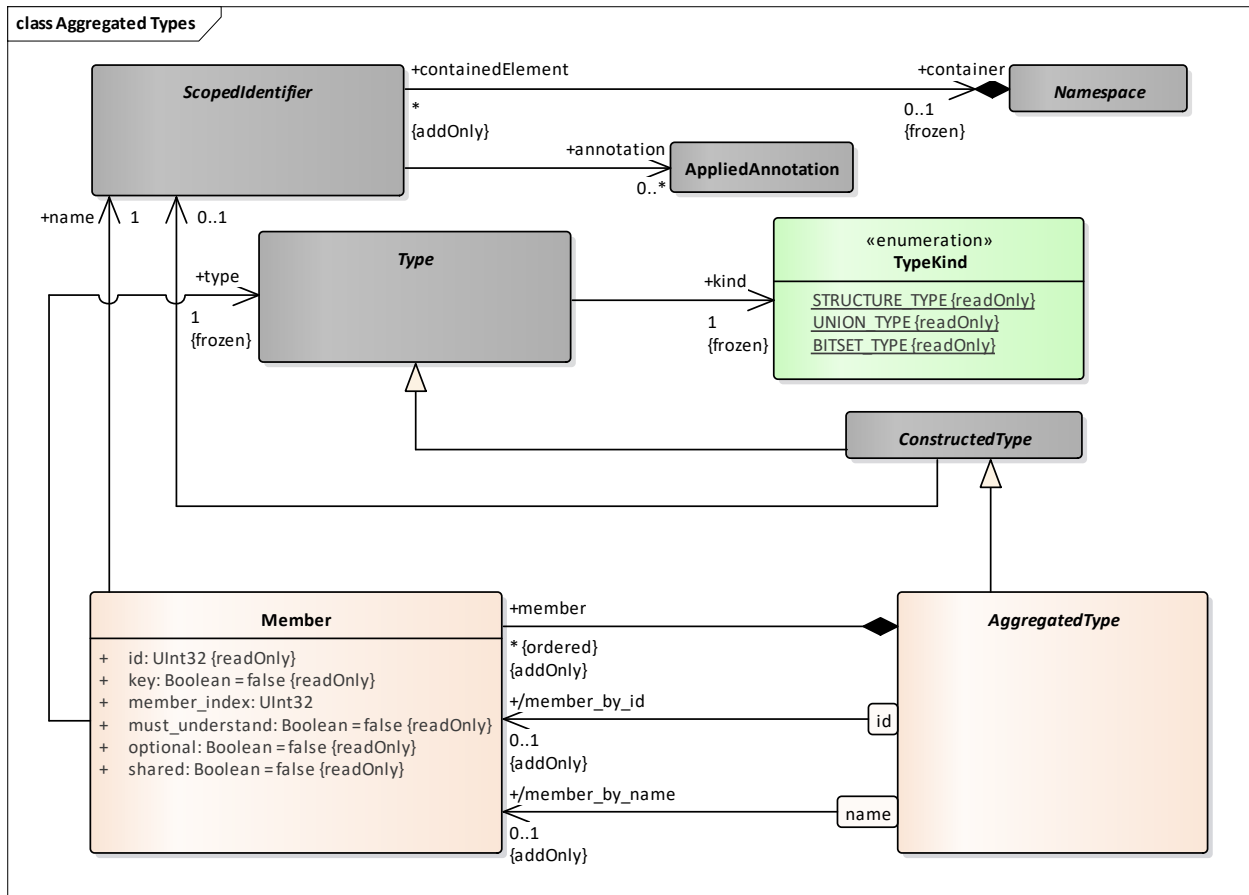 class Aggregated Types
ScopedIdentifier
+containedElement
*
{addOnly}
+container
0..1
{frozen}
Namespace
+annotation
0..*
AppliedAnnotation
+name
1
0..1
Type
+type
1
{frozen}
+kind
1
{frozen}
«enumeration»
TypeKind
STRUCTURE_TYPE {readOnly}
UNION_TYPE {readOnly}
BITSET_TYPE {readOnly}
ConstructedType
Member
+ id: UInt32 {readOnly}
+ key: Boolean = false {readOnly}
+ member_index: UInt32
+ must_understand: Boolean = false {readOnly}
+ optional: Boolean = false {readOnly}
+ shared: Boolean = false {readOnly}
+member
* {ordered}
{addOnly}
+/member_by_id
0..1
{addOnly}
+/member_by_name
0..1
{addOnly}
AggregatedType
id
name